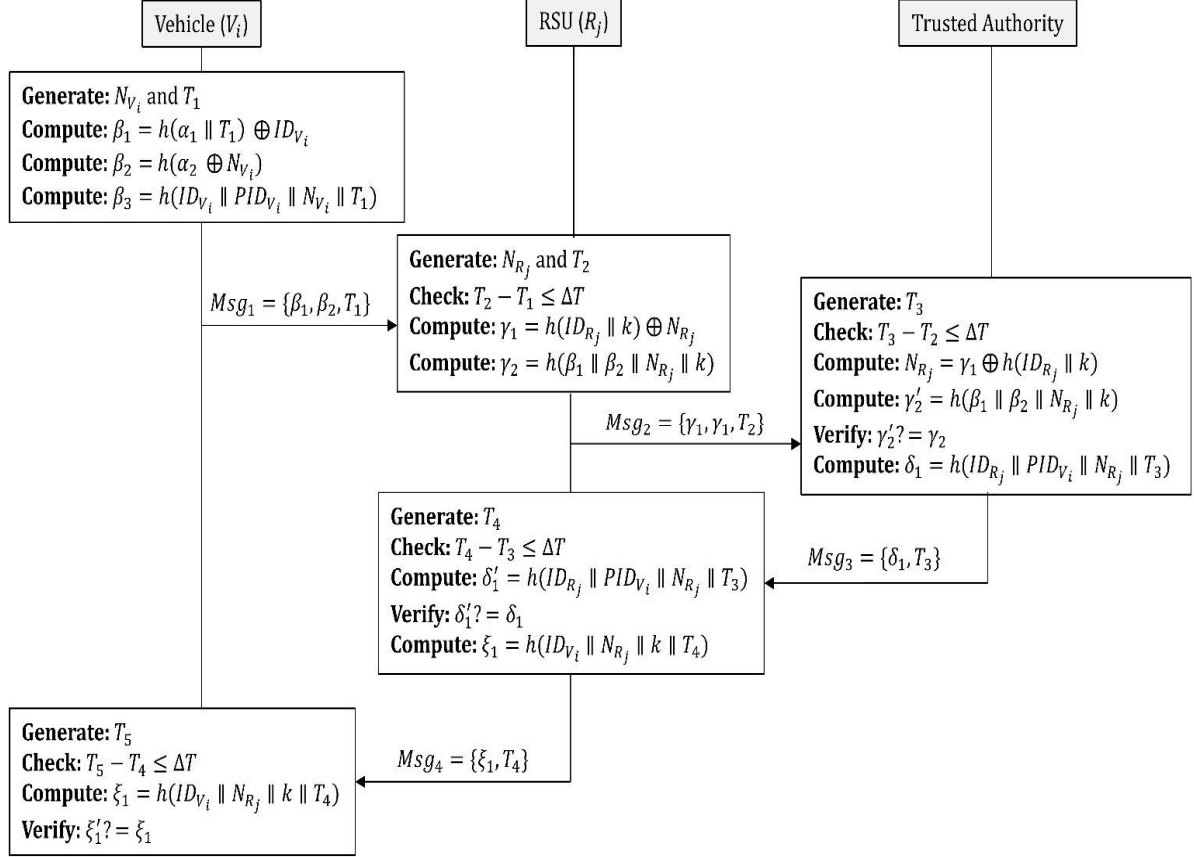 Vehicle (V_i)
RSU (R_j)
Trusted Authority
Generate: N_{V_i} and T_1
Compute: β_1 = h(α_1 ∥ T_1) ⊕ ID_{V_i}
Compute: β_2 = h(α_2 ⊕ N_{V_i})
Compute: β_3 = h(ID_{V_i} ∥ PID_{V_i} ∥ N_{V_i} ∥ T_1)
Msg_1 = {β_1, β_2, T_1}
Generate: N_{R_j} and T_2
Check: T_2 − T_1 ≤ ΔT
Compute: γ_1 = h(ID_{R_j} ∥ k) ⊕ N_{R_j}
Compute: γ_2 = h(β_1 ∥ β_2 ∥ N_{R_j} ∥ k)
Msg_2 = {γ_1, γ_1, T_2}
Generate: T_3
Check: T_3 − T_2 ≤ ΔT
Compute: N_{R_j} = γ_1 ⊕ h(ID_{R_j} ∥ k)
Compute: γ_2′ = h(β_1 ∥ β_2 ∥ N_{R_j} ∥ k)
Verify: γ_2′? = γ_2
Compute: δ_1 = h(ID_{R_j} ∥ PID_{V_i} ∥ N_{R_j} ∥ T_3)
Msg_3 = {δ_1, T_3}
Generate: T_4
Check: T_4 − T_3 ≤ ΔT
Compute: δ_1′ = h(ID_{R_j} ∥ PID_{V_i} ∥ N_{R_j} ∥ T_3)
Verify: δ_1′? = δ_1
Compute: ξ_1 = h(ID_{V_i} ∥ N_{R_j} ∥ k ∥ T_4)
Msg_4 = {ξ_1, T_4}
Generate: T_5
Check: T_5 − T_4 ≤ ΔT
Compute: ξ_1 = h(ID_{V_i} ∥ N_{R_j} ∥ k ∥ T_4)
Verify: ξ_1′? = ξ_1